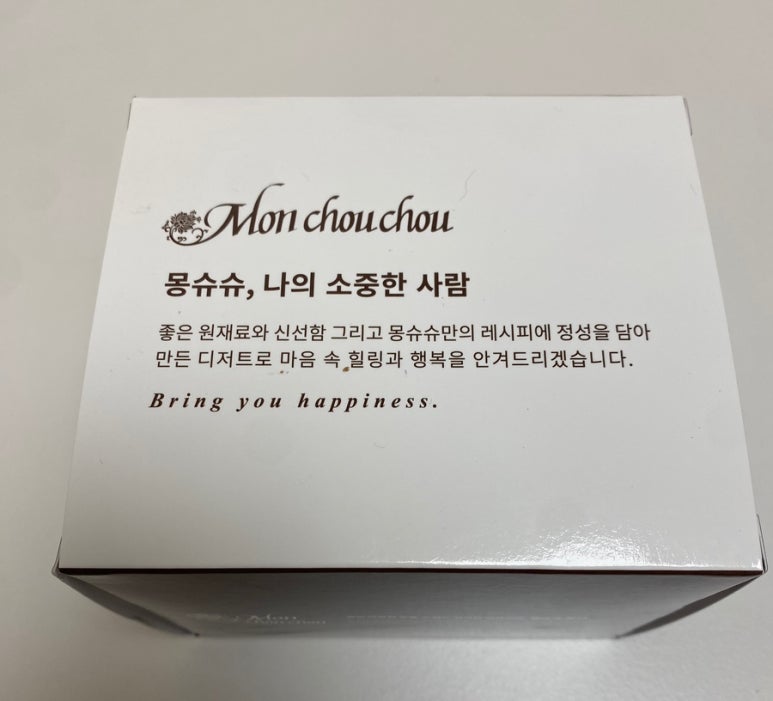 Mon chou chou
몽슈슈, 나의 소중한 사람
좋은 원재료와 신선함 그리고 몽슈슈만의 레시피에 정성을 담아
만든 디저트로 마음 속 힐링과 행복을 안겨드리겠습니다.
Bring you happiness.
Mon
chou chou